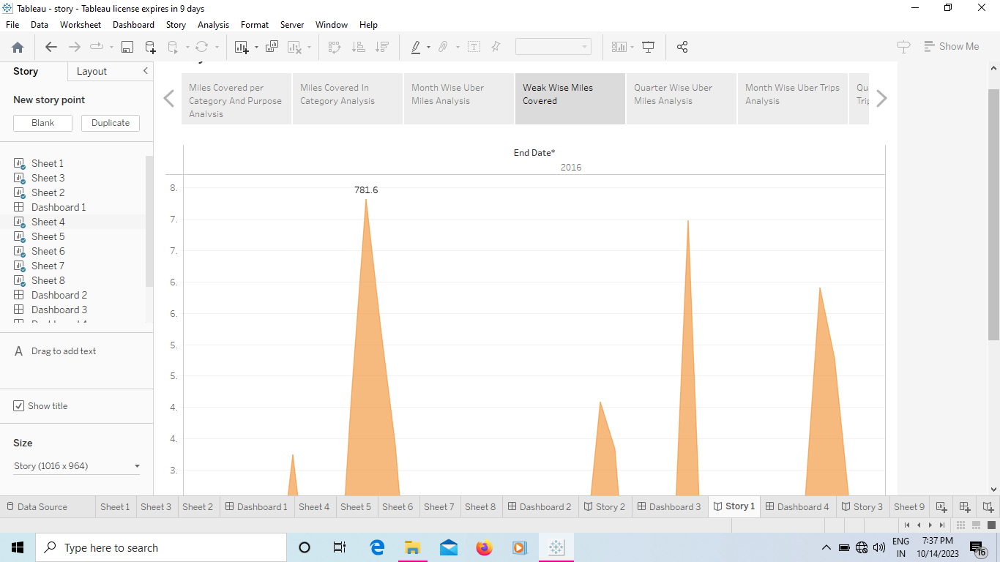 Tableau - story - Tableau license expires in 9 days
File Data Worksheet Dashboard Story Analysis Format Server Window Help
Show Me
Story Layout
New story point
Blank Duplicate
Sheet 1
Sheet 3
Sheet 2
Dashboard 1
Sheet 4
Sheet 5
Sheet 6
Sheet 7
Sheet 8
Dashboard 2
Dashboard 3
A Drag to add text
Show title
Size
Story (1016 x 964)
Miles Covered per
Category And Purpose
Analysis
Miles Covered In
Category Analysis
Month Wise Uber
Miles Analysis
Weak Wise Miles
Covered
Quarter Wise Uber
Miles Analysis
Month Wise Uber Trips
Analysis
Qu
End Date*
2016
781.6
8.
7.
7.
6.
6.
5.
5.
4.
4.
3.
Data Source Sheet 1 Sheet 3 Sheet 2 Dashboard 1 Sheet 4 Sheet 5 Sheet 6 Sheet 7 Sheet 8 Dashboard 2 Story 2 Dashboard 3 Story 1 Dashboard 4 Story 3 Sheet 9
Type here to search
ENG
IN
7:37 PM
10/14/2023
16